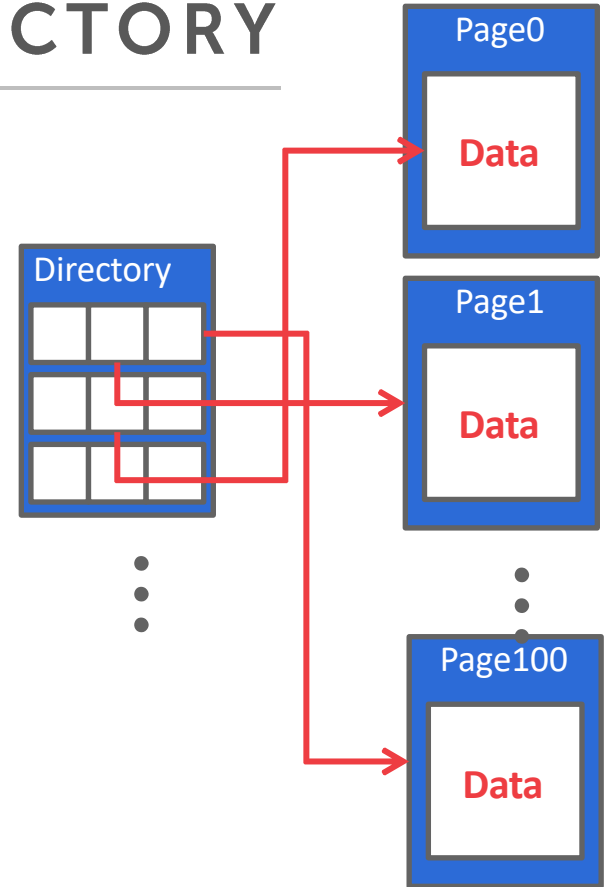 CTORY
Page0
Data
Directory
Page1
Data
Page100
Data